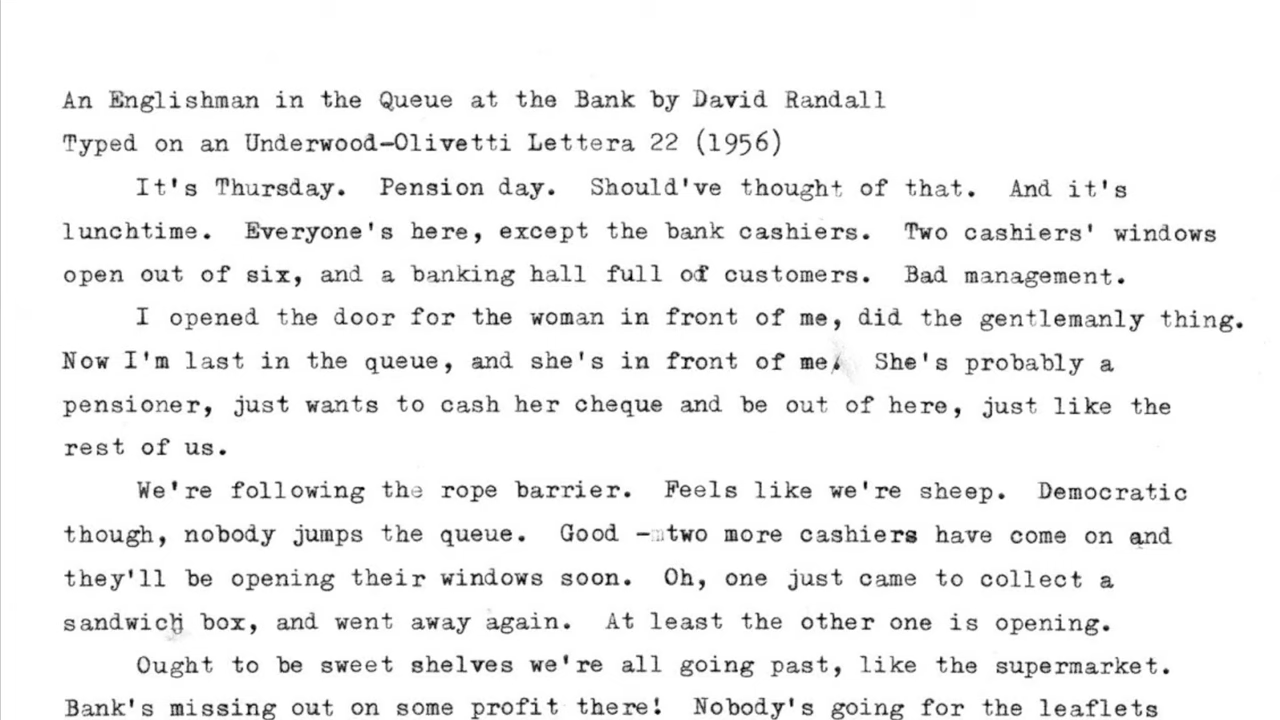 An Englishman in the Queue at the Bank by David Randall
Typed on an Underwood-Olivetti Lettera 22 (1956)
It's Thursday.  Pension day.  Should've thought of that.  And it's
lunchtime.  Everyone's here, except the bank cashiers.  Two cashiers' windows
open out of six, and a banking hall full of customers.  Bad management.
I opened the door for the woman in front of me, did the gentlemanly thing.
Now I'm last in the queue, and she's in front of me.  She's probably a
pensioner, just wants to cash her cheque and be out of here, just like the
rest of us.
We're following the rope barrier.  Feels like we're sheep.  Democratic
though, nobody jumps the queue.  Good - two more cashiers have come on and
they'll be opening their windows soon.  Oh, one just came to collect a
sandwich box, and went away again.  At least the other one is opening.
Ought to be sweet shelves we're all going past, like the supermarket.
Bank's missing out on some profit there!  Nobody's going for the leaflets